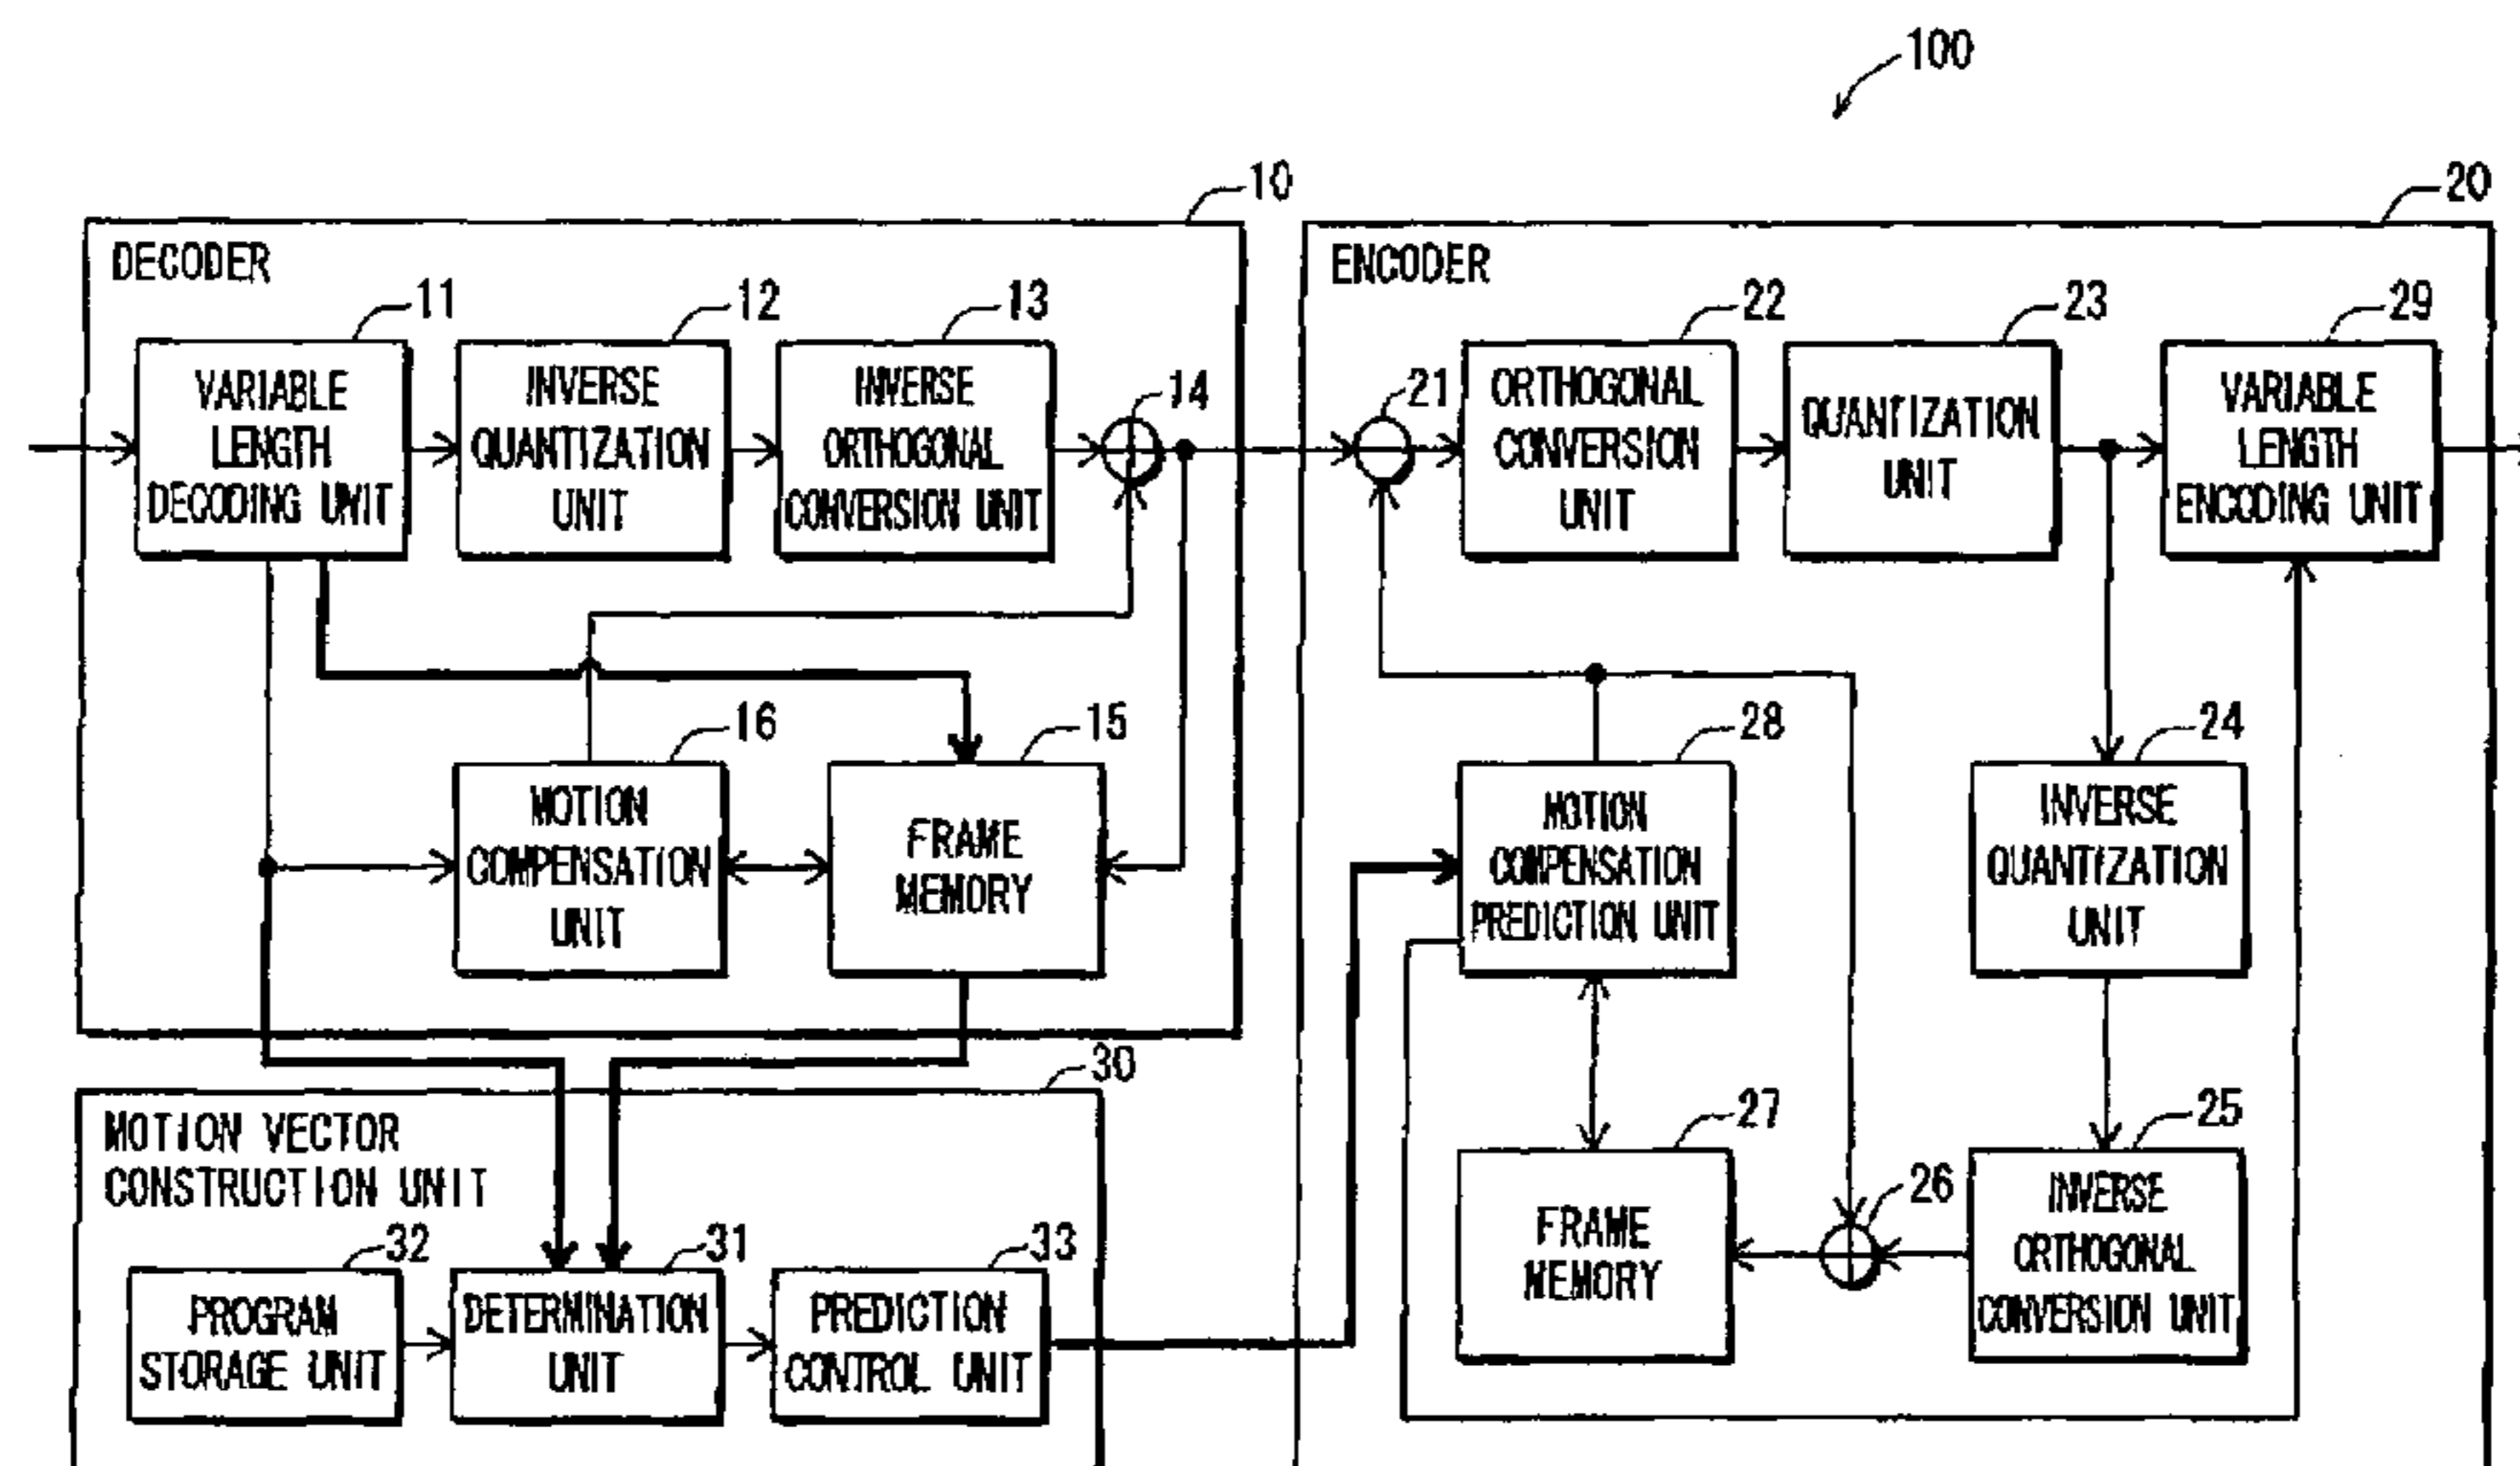 100
10
20
DECODER
ENCODER
11
12
13
22
23
29
VARIABLE
LENGTH
DECODING UNIT
INVERSE
QUANTIZATION
UNIT
INVERSE
ORTHOGONAL
CONVERSION UNIT
14
21
ORTHOGONAL
CONVERSION
UNIT
QUANTIZATION
UNIT
VARIABLE
LENGTH
ENCODING UNIT
16
15
28
24
MOTION
COMPENSATION
UNIT
FRAME
MEMORY
MOTION
COMPENSATION
PREDICTION UNIT
INVERSE
QUANTIZATION
UNIT
30
MOTION VECTOR
CONSTRUCTION UNIT
27
25
26
FRAME
MEMORY
INVERSE
ORTHOGONAL
CONVERSION UNIT
32
31
33
PROGRAM
STORAGE UNIT
DETERMINATION
UNIT
PREDICTION
CONTROL UNIT